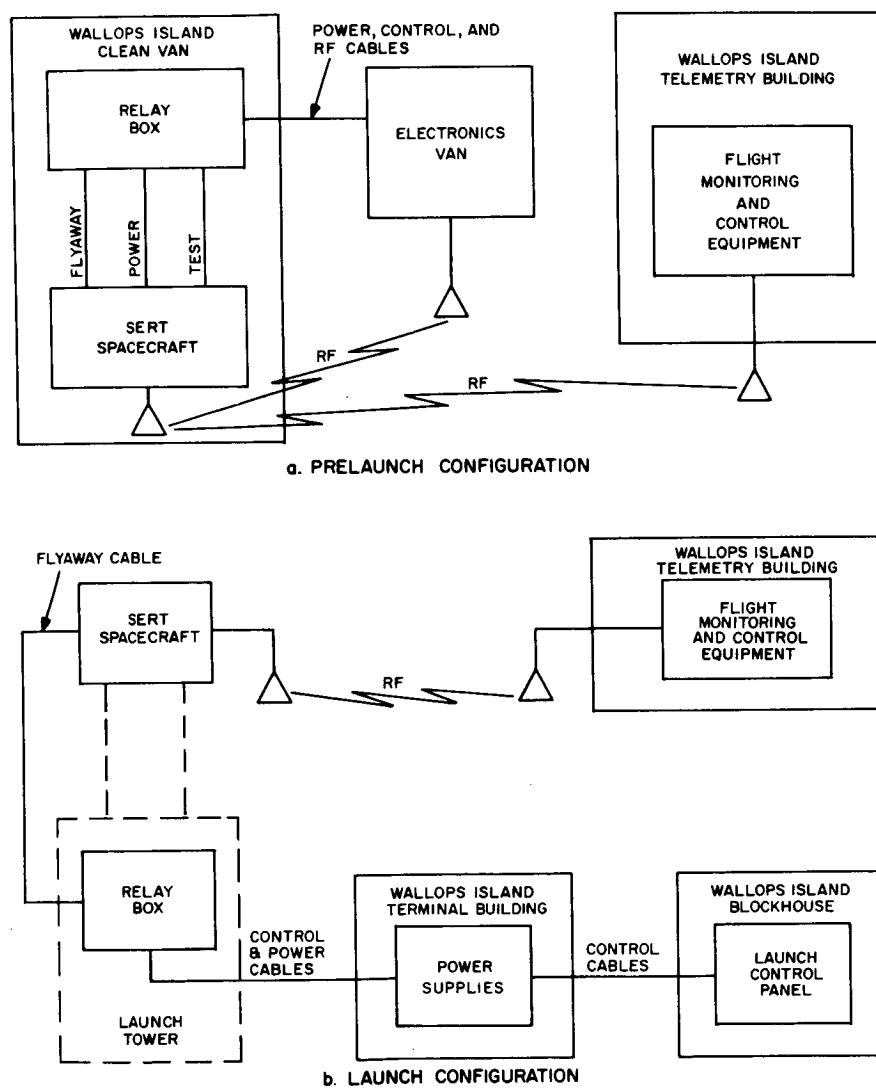 WALLOPS ISLAND
CLEAN VAN
RELAY
BOX
FLYAWAY
POWER
TEST
SERT
SPACECRAFT
POWER, CONTROL, AND
RF CABLES
ELECTRONICS
VAN
WALLOPS ISLAND
TELEMETRY BUILDING
FLIGHT
MONITORING
AND
CONTROL
EQUIPMENT
RF
RF
a. PRELAUNCH CONFIGURATION
FLYAWAY CABLE
SERT
SPACECRAFT
RF
WALLOPS ISLAND
TELEMETRY BUILDING
FLIGHT
MONITORING
AND CONTROL
EQUIPMENT
RELAY
BOX
LAUNCH
TOWER
CONTROL
& POWER
CABLES
WALLOPS ISLAND
TERMINAL BUILDING
POWER
SUPPLIES
CONTROL
CABLES
WALLOPS ISLAND
BLOCKHOUSE
LAUNCH
CONTROL
PANEL
b. LAUNCH CONFIGURATION